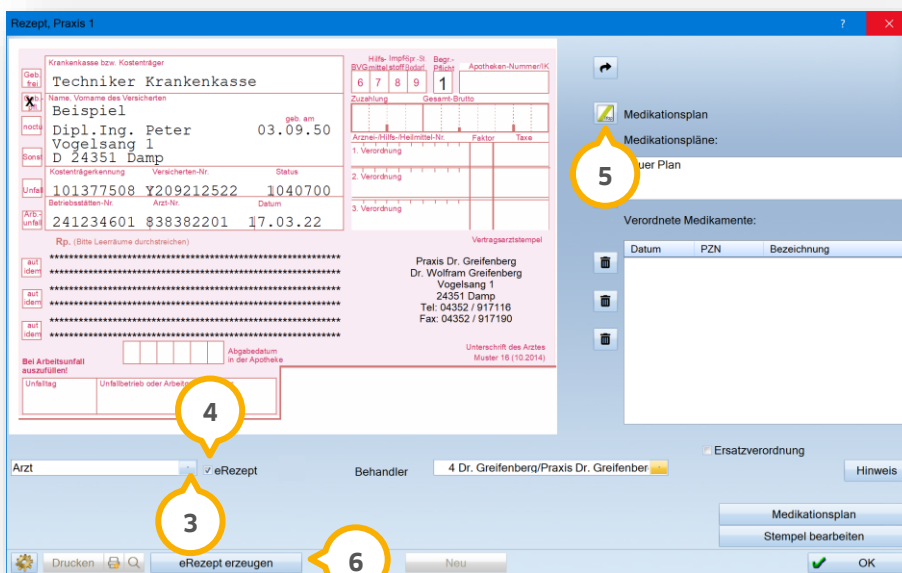 Rezept, Praxis 1
?
Krankenkasse bzw. Kostenträger
Techniker Krankenkasse
Hilfs- Impf Spr.-St. Begr.-
BVG mittel stoff Bedarf Pflicht Apotheken-Nummer/IK
6 7 8 9 1
Geb. frei
Name, Vorname des Versicherten
Beispiel
geb. am
Dipl.Ing. Peter 03.09.50
Vogelsang 1
D 24351 Damp
X
noctu
Sonst
Unfall
Arb.-unfall
Kostenträgerkennung Versicherten-Nr. Status
101377508 Y209212522 1040700
Betriebsstätten-Nr. Arzt-Nr. Datum
241234601 838382201 17.03.22
Zuzahlung Gesamt-Brutto
Arznei-/Hilfs-/Heilmittel-Nr. Faktor Taxe
1. Verordnung
2. Verordnung
3. Verordnung
Rp. (Bitte Leerräume durchstreichen)
Vertragsarztstempel
aut idem
aut idem
aut idem
****************************************************
****************************************************
****************************************************
****************************************************
****************************************************
****************************************************
Praxis Dr. Greifenberg
Dr. Wolfram Greifenberg
Vogelsang 1
24351 Damp
Tel: 04352 / 917116
Fax: 04352 / 917190
Unterschrift des Arztes
Muster 16 (10.2014)
Bei Arbeitsunfall
auszufüllen!
Abgabedatum
in der Apotheke
Unfalltag Unfallbetrieb oder
Medikationsplan
Medikationspläne:
5
Plan
Verordnete Medikamente:
Datum PZN Bezeichnung
4
Arzt
eRezept
Behandler
4 Dr. Greifenberg/Praxis Dr. Greifenber
Ersatzverordnung
Hinweis
3
Medikationsplan
Stempel bearbeiten
Drucken
eRezept erzeugen
6
Neu
OK